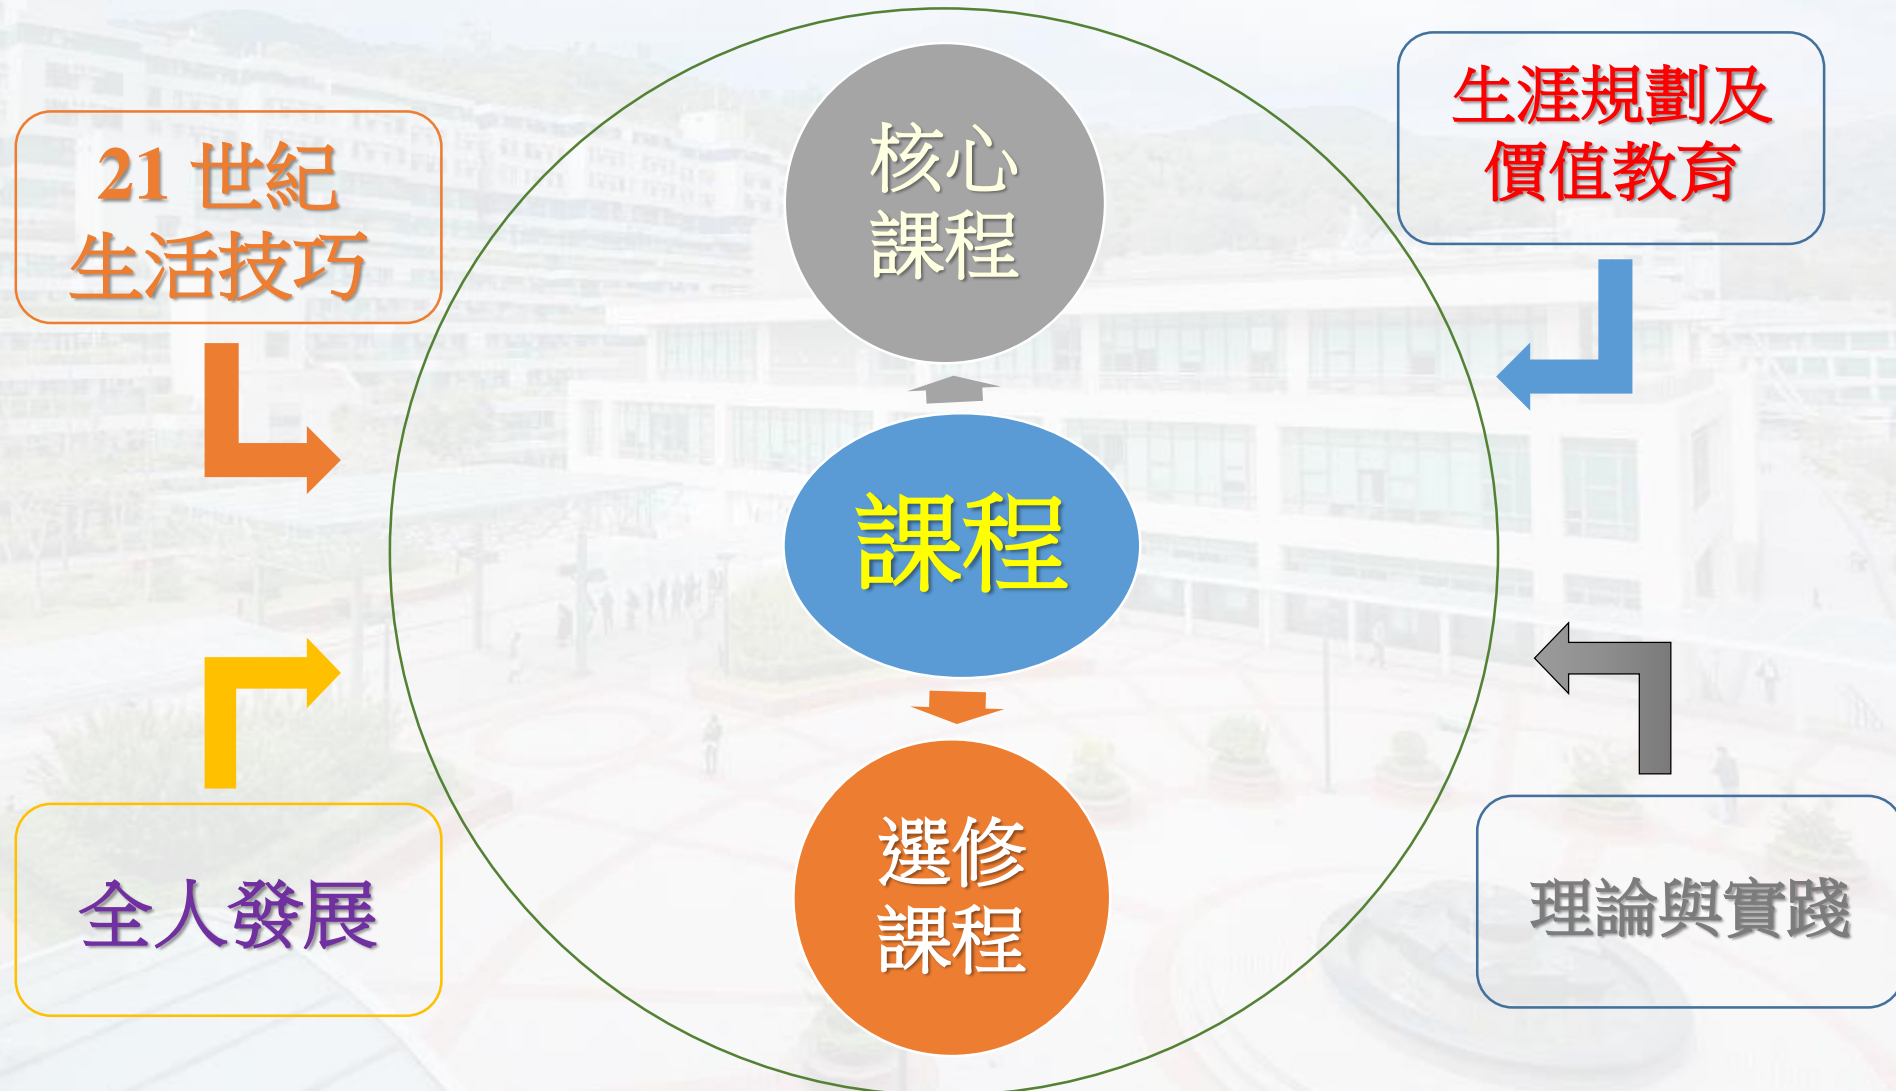 21 世紀
生活技巧
核心
課程
生涯規劃及
價值教育
課程
全人發展
選修
課程
理論與實踐